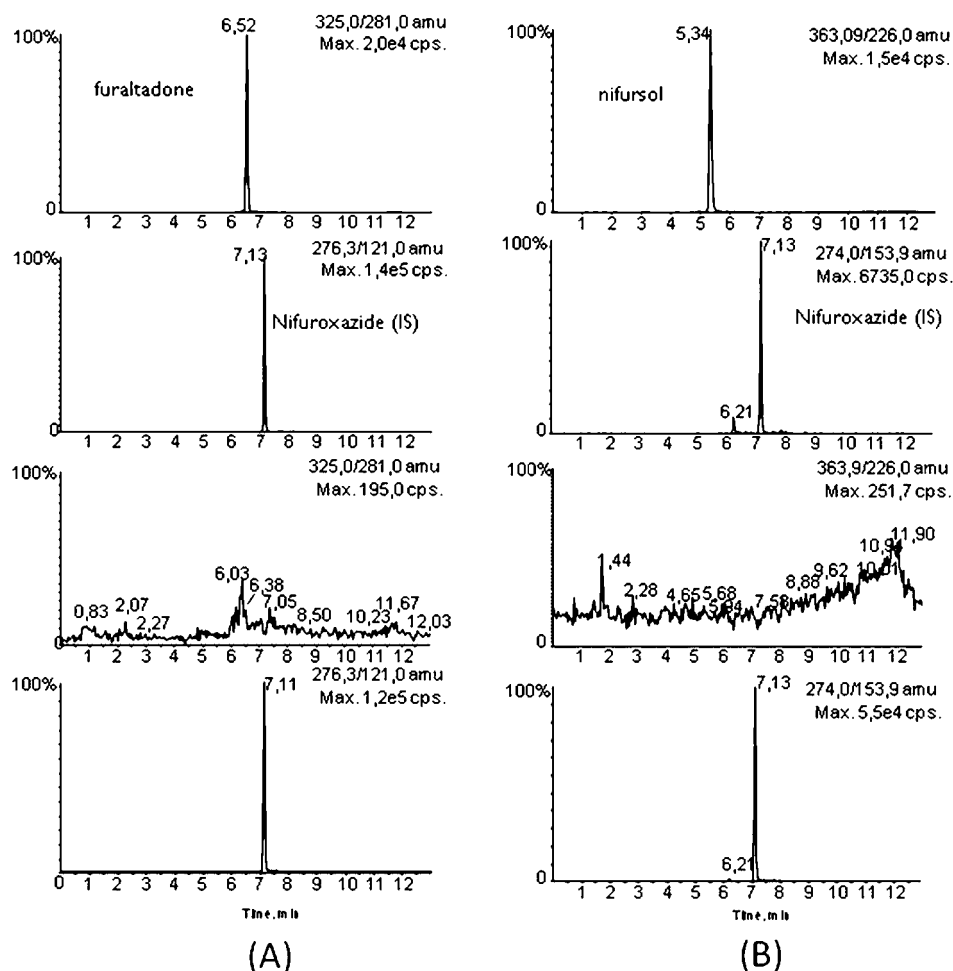 6,52
325,0/281,0 amu
Max. 2,0e4 cps.
100%
furaltadone
0
1 2 3 4 5 6 7 8 9 10 11 12
276,3/121,0 amu
Max. 1,4e5 cps.
100%
7,13
Nifuroxazide (IS)
0
1 2 3 4 5 6 7 8 9 10 11 12
325,0/281,0 amu
Max. 195,0 cps.
100%
6,03
6,38
7,05
0,83
2,07
2,27
8,50
10,23
11,67
12,03
0
1 2 3 4 5 6 7 8 9 10 11 12
276,3/121,0 amu
Max. 1,2e5 cps.
100%
7,11
0
0 1 2 3 4 5 6 7 8 9 10 11 12
Time, min
(A)
5,34
363,09/226,0 amu
Max. 1,5e4 cps.
100%
nifursol
0
1 2 3 4 5 6 7 8 9 10 11 12
7,13
274,0/153,9 amu
Max. 6735,0 cps.
100%
Nifuroxazide (IS)
6,21
0
1 2 3 4 5 6 7 8 9 10 11 12
363,9/226,0 amu
Max. 251,7 cps.
100%
1,44
2,28
4,65
5,68
7,58
8,88
9,62
11,90
0
1 2 3 4 5 6 7 8 9 10 11 12
7,13
274,0/153,9 amu
Max. 5,5e4 cps.
100%
6,21
0
1 2 3 4 5 6 7 8 9 10 11 12
Time, min
(B)